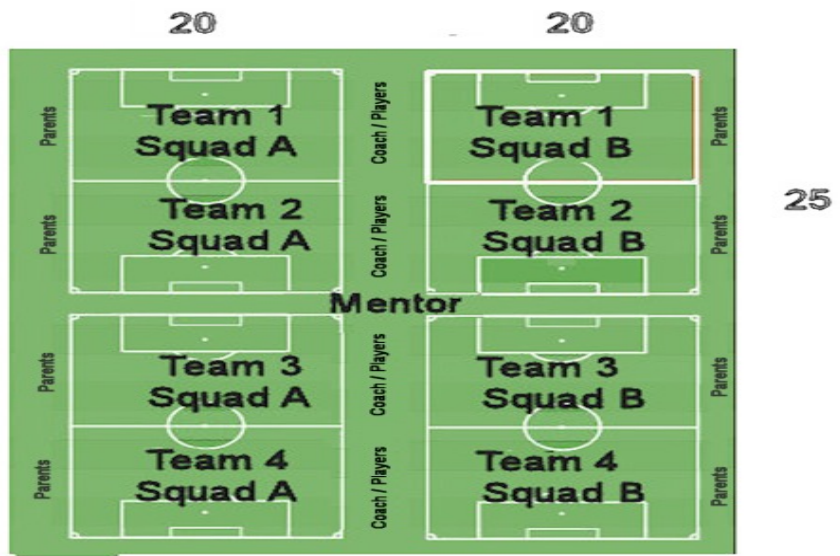 20 20
Parents Team 1 Coach / Players Team 1 Parents
Squad A Squad B
25
Parents Team 2 Coach / Players Team 2 Parents
Squad A Squad B
Mentor
Parents Team 3 Coach / Players Team 3 Parents
Squad A Squad B
Parents Team 4 Coach / Players Team 4 Parents
Squad A Squad B